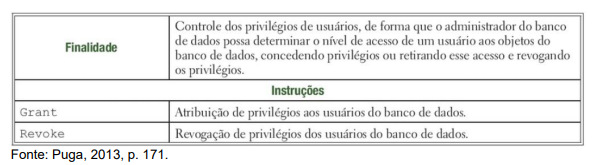 Finalidade
Controle dos privilégios de usuários, de forma que o administrador do banco
de dados possa determinar o nível de acesso de um usuário aos objetos do
banco de dados, concedendo privilégios ou retirando esse acesso e revogando
os privilégios.
Instruções
Grant
Atribuição de privilégios aos usuários do banco de dados.
Revoke
Revogação de privilégios dos usuários do banco de dados.
Fonte: Puga, 2013, p. 171.